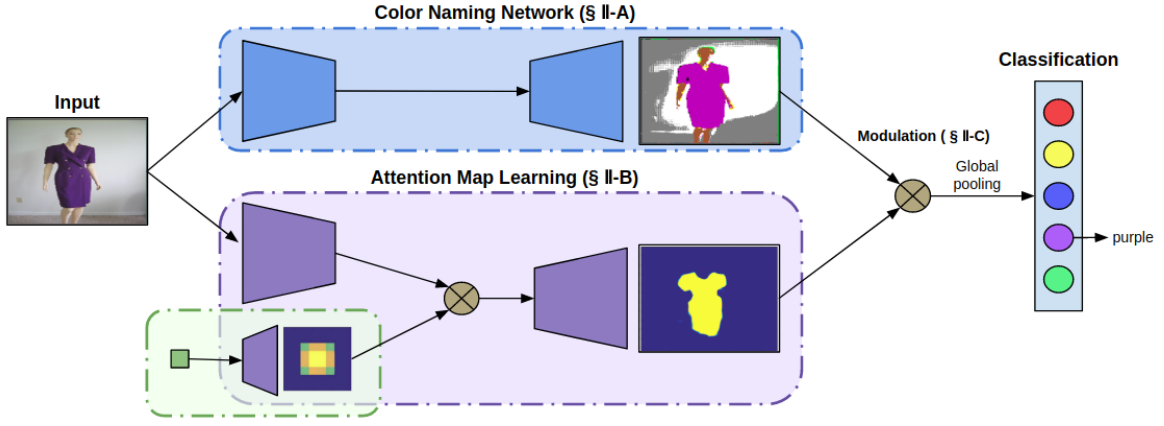 Color Naming Network (§ II-A)
Input
Attention Map Learning (§ II-B)
Modulation ( § II-C)
Global
pooling
Classification
purple